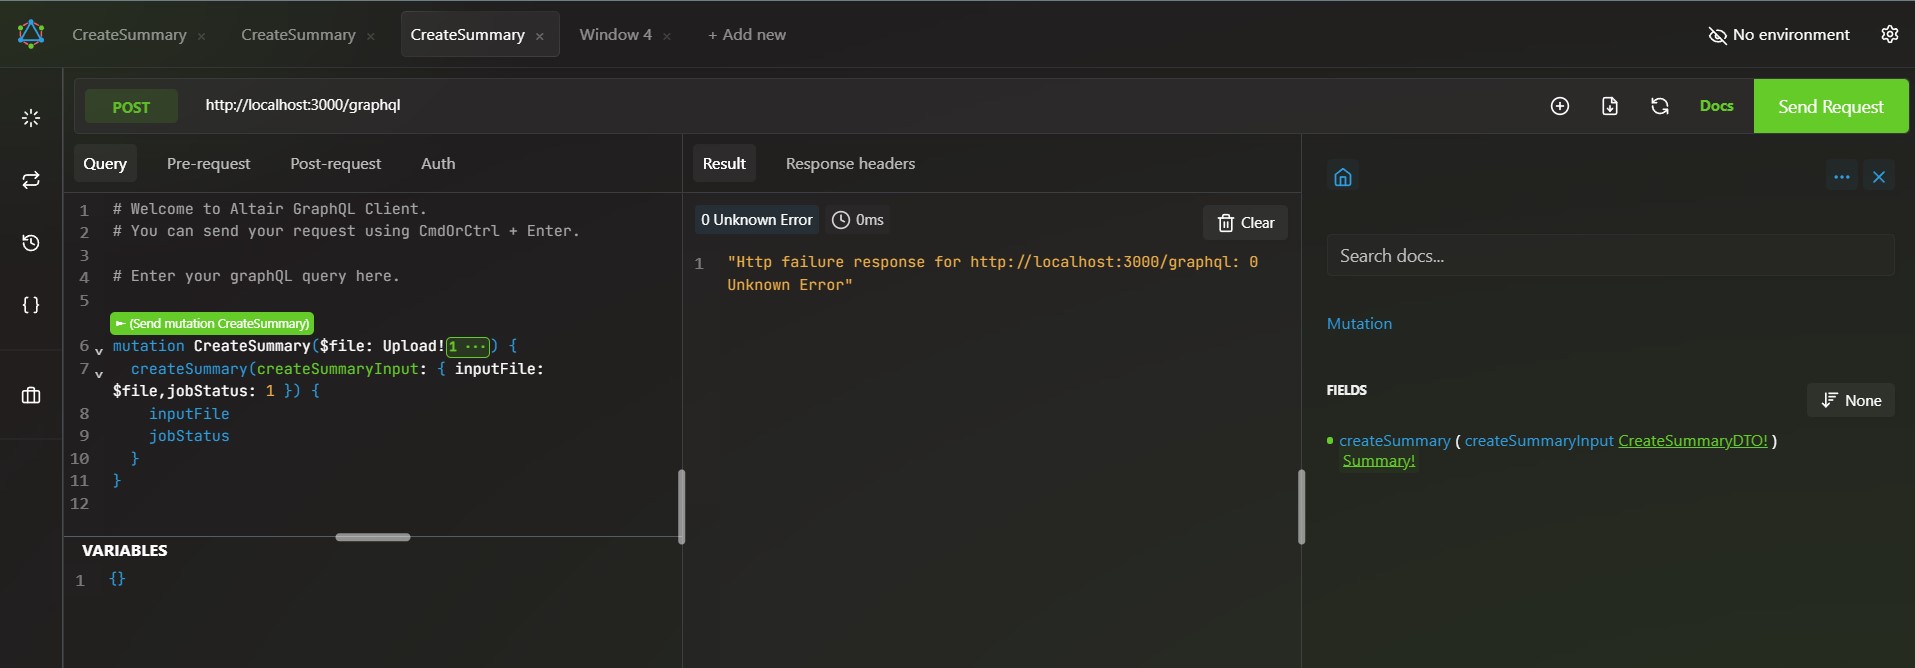 CreateSummary × CreateSummary × CreateSummary × Window 4 × + Add new No environment
POST http://localhost:3000/graphql Docs Send Request
Query Pre-request Post-request Auth
1 # Welcome to Altair GraphQL Client.
2 # You can send your request using CmdOrCtrl + Enter.
3
4 # Enter your graphQL query here.
5
► (Send mutation CreateSummary)
6 mutation CreateSummary($file: Upload!1 ···) {
7 createSummary(createSummaryInput: { inputFile:
$file,jobStatus: 1 }) {
8 inputFile
9 jobStatus
10 }
11 }
12
VARIABLES
1 {}
Result Response headers
0 Unknown Error 0ms Clear
1 "Http failure response for http://localhost:3000/graphql: 0
Unknown Error"
Search docs...
Mutation
FIELDS
None
createSummary ( createSummaryInput CreateSummaryDTO! )
Summary!